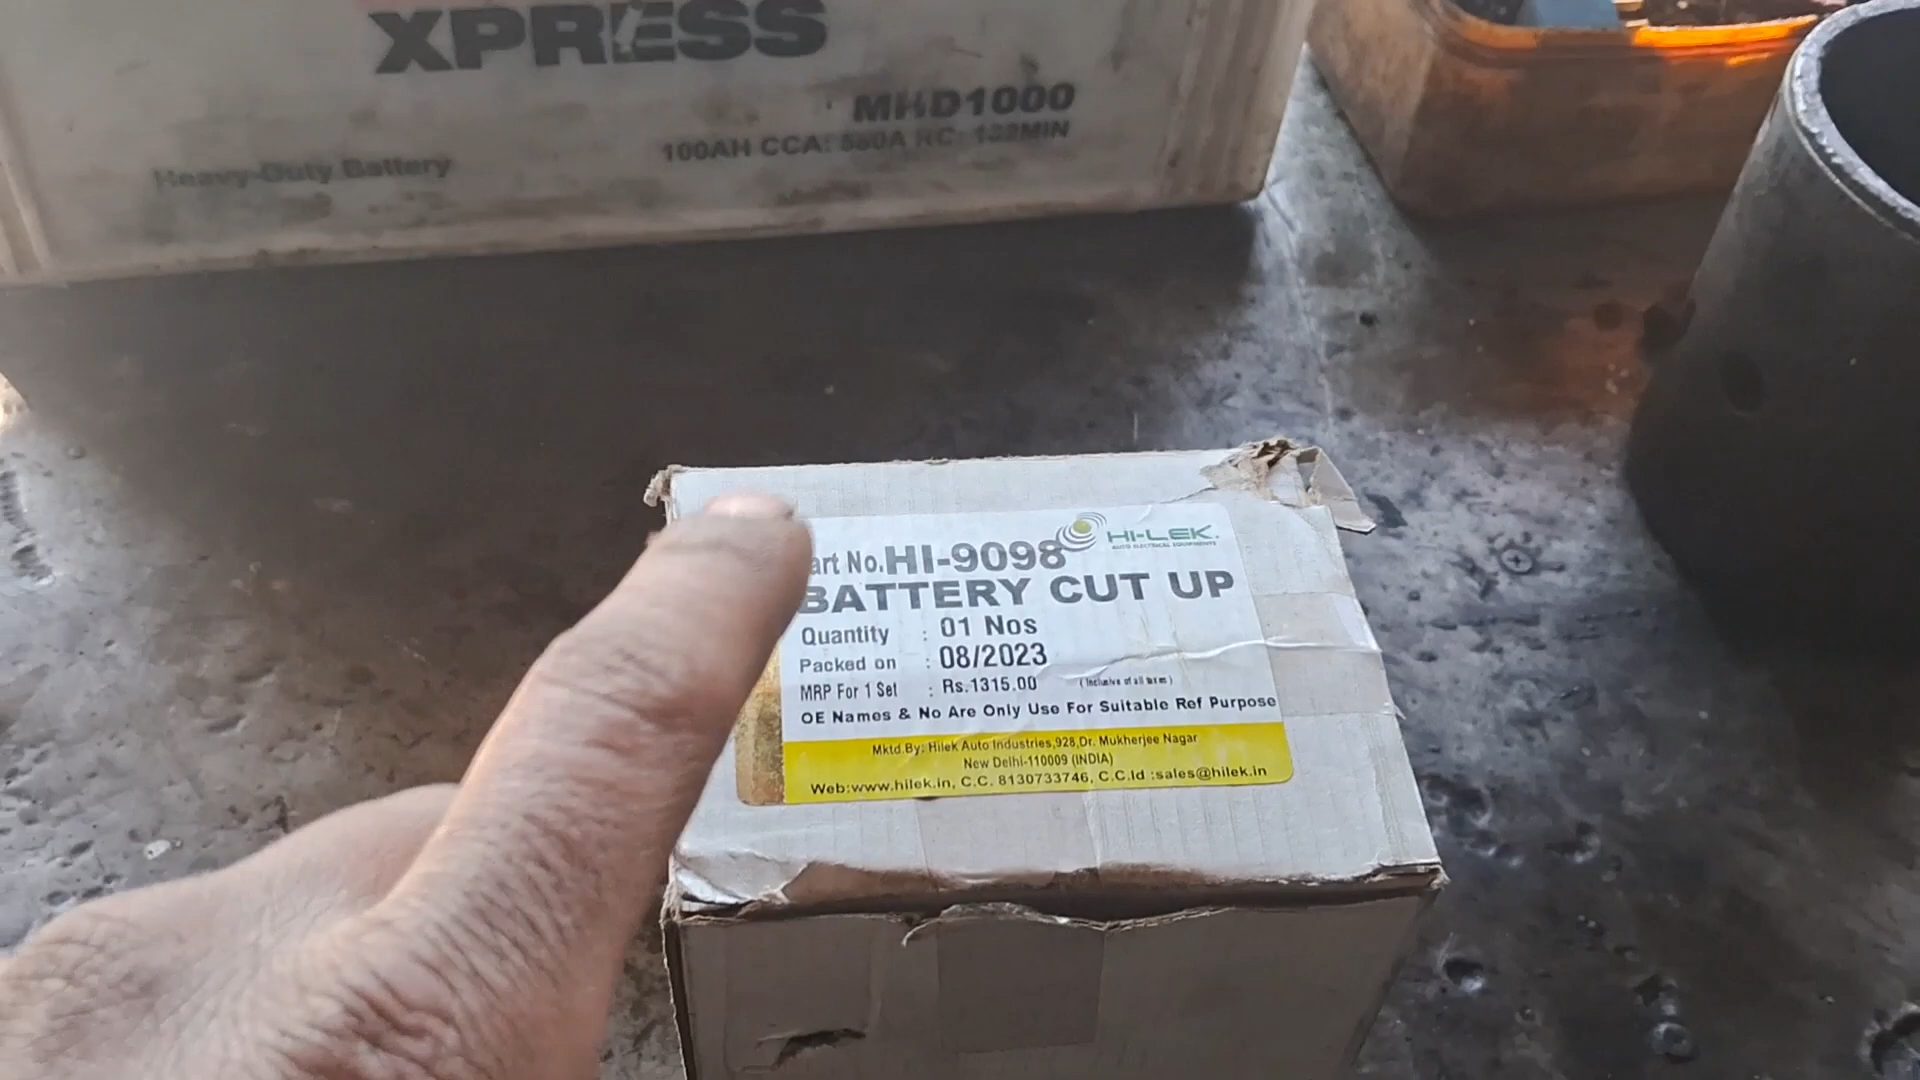 XPRESS
MHD1000
100AH CCA: 580A RC: 182MIN
Heavy-Duty Battery
HI-LEK.
AUTO ELECTRICAL EQUIPMENTS
art No.HI-9098
BATTERY CUT UP
Quantity : 01 Nos
Packed on : 08/2023
MRP For 1 Set : Rs.1315.00 (Inclusive of all taxes)
OE Names & No Are Only Use For Suitable Ref Purpose
Mktd.By: Hilek Auto Industries,928,Dr. Mukherjee Nagar
New Delhi-110009 (INDIA)
Web:www.hilek.in, C.C. 8130733746, C.C.Id :sales@hilek.in